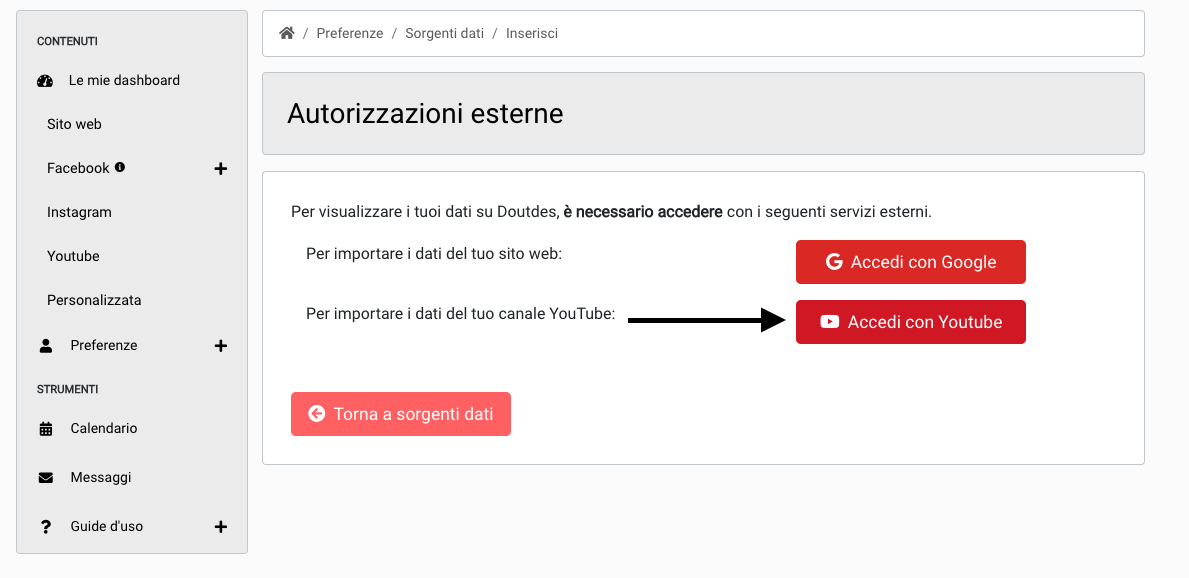 CONTENUTI
Le mie dashboard
Sito web
Facebook
Instagram
Youtube
Personalizzata
Preferenze
STRUMENTI
Calendario
Messaggi
Guide d'uso
/ Preferenze / Sorgenti dati / Inserisci
Autorizzazioni esterne
Per visualizzare i tuoi dati su Doutdes, è necessario accedere con i seguenti servizi esterni.
Per importare i dati del tuo sito web:
Accedi con Google
Per importare i dati del tuo canale YouTube:
Accedi con Youtube
Torna a sorgenti dati